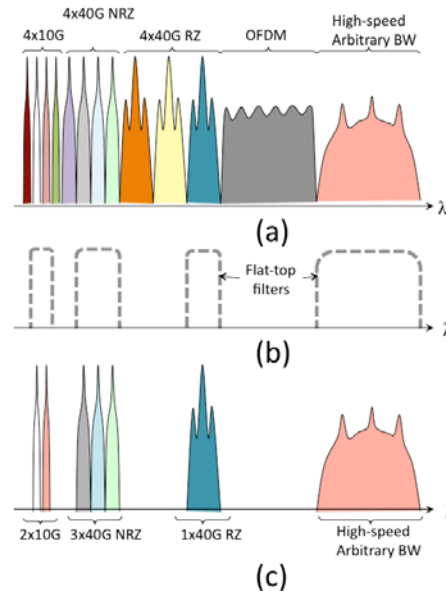 4x40G NRZ
4x10G
4x40G RZ
OFDM
High-speed
Arbitrary BW
λ
(a)
Flat-top
filters
(b)
2x10G
3x40G NRZ
1x40G RZ
High-speed
Arbitrary BW
(c)